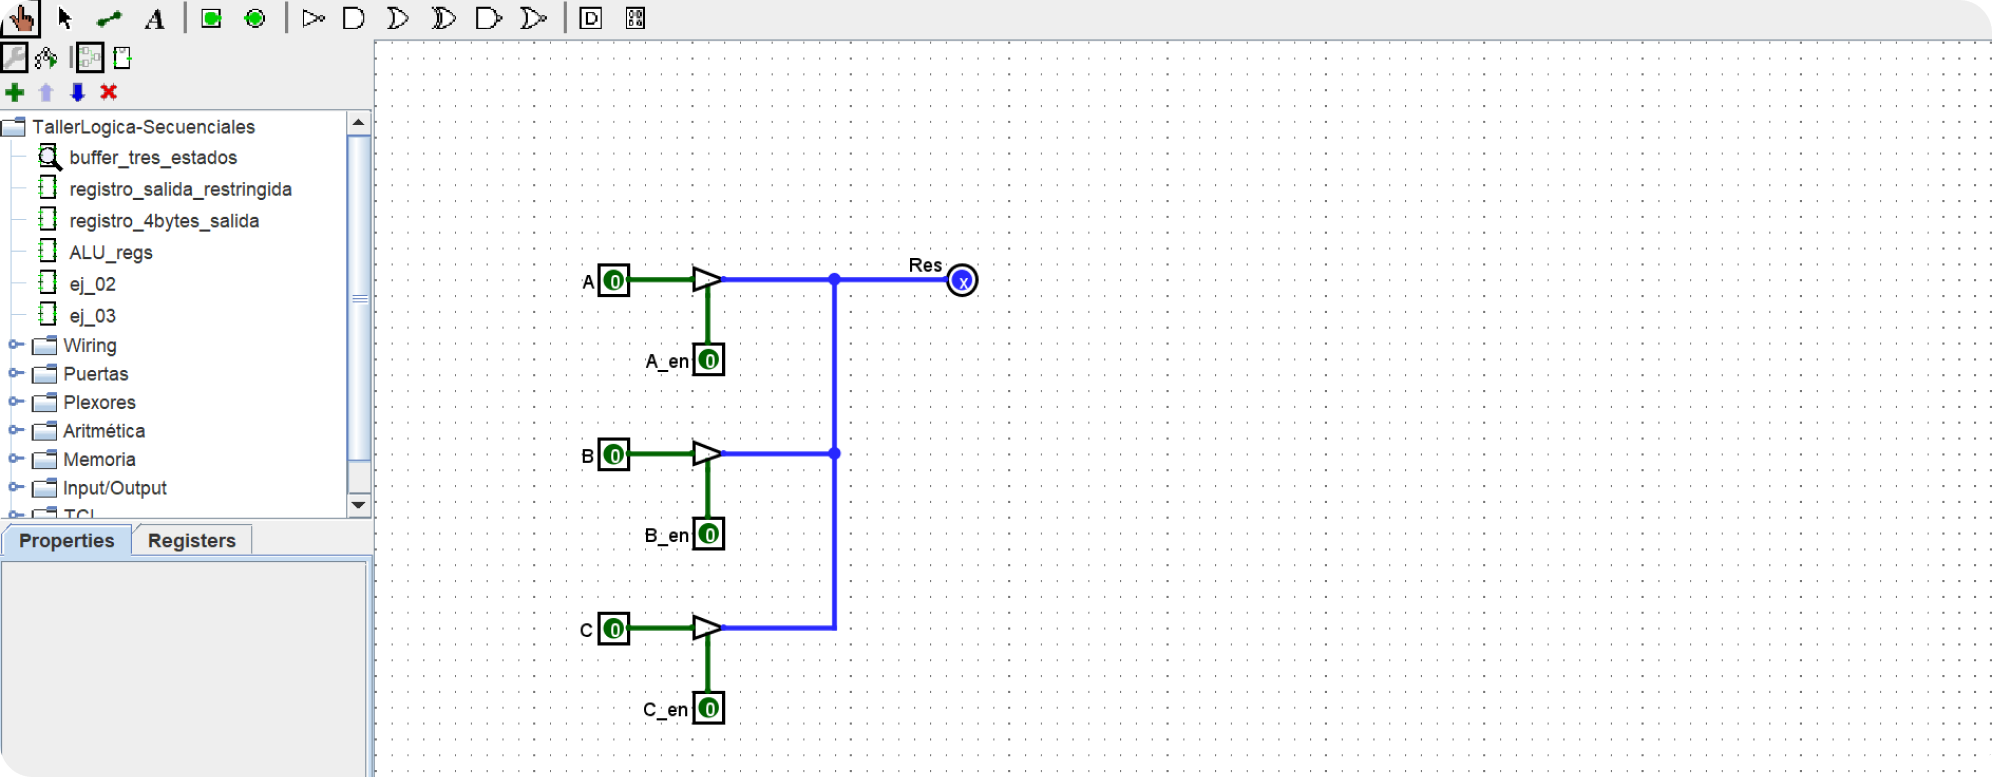 A
D
TallerLogica-Secuenciales
buffer_tres_estados
registro_salida_restringida
registro_4bytes_salida
ALU_regs
ej_02
ej_03
Wiring
Puertas
Plexores
Aritmética
Memoria
Input/Output
TCL
Properties Registers
Res
A 0 x
A_en 0
B 0
B_en 0
C 0
C_en 0